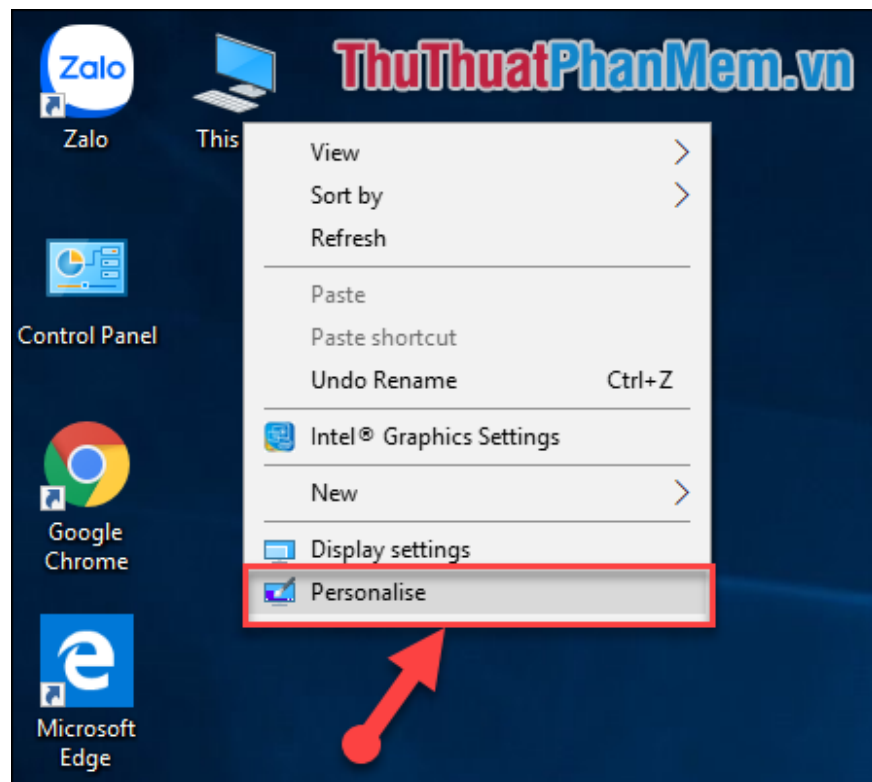 ThuThuatPhanMem.vn
Zalo
Zalo
This
View
Sort by
Refresh
Paste
Paste shortcut
Undo Rename Ctrl+Z
Intel® Graphics Settings
New
Display settings
Personalise
Control Panel
Google
Chrome
Microsoft
Edge